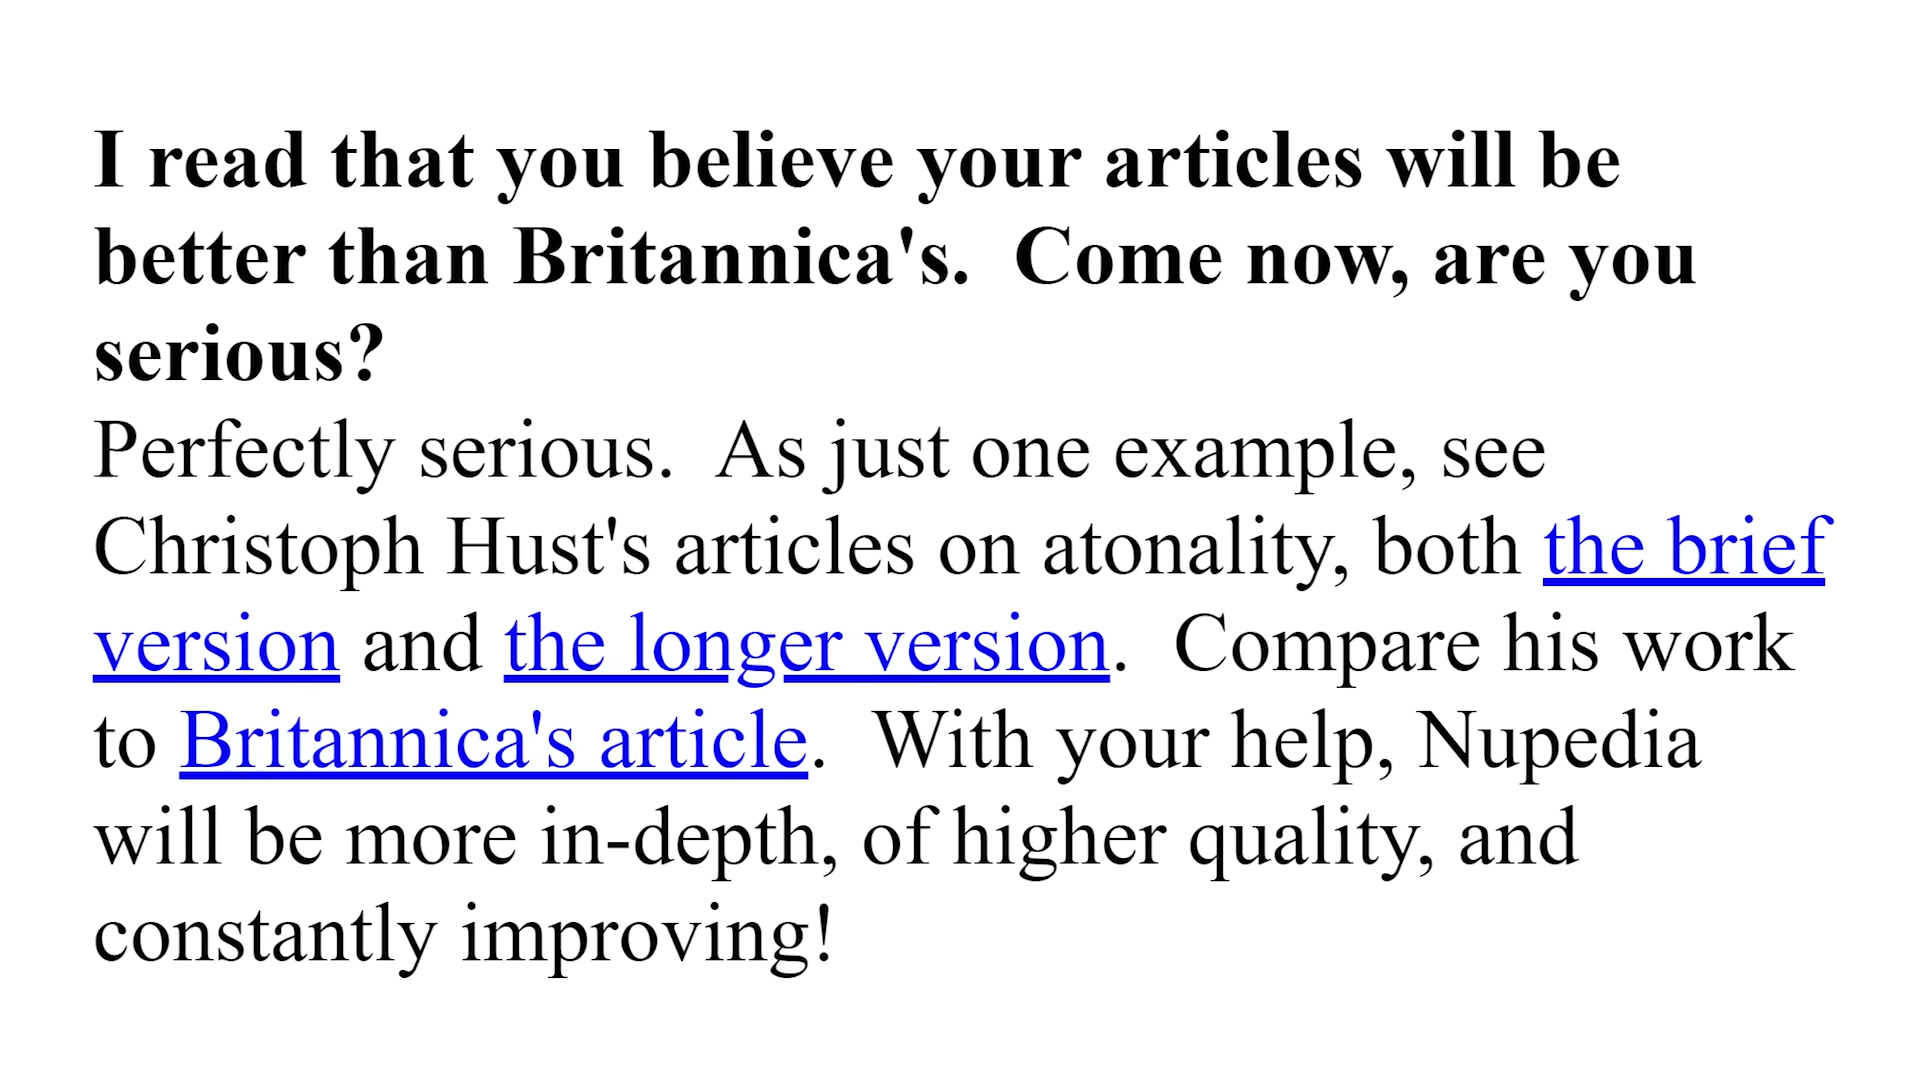 I read that you believe your articles will be
better than Britannica's.  Come now, are you
serious?
Perfectly serious.  As just one example, see
Christoph Hust's articles on atonality, both the brief
version and the longer version.  Compare his work
to Britannica's article.  With your help, Nupedia
will be more in-depth, of higher quality, and
constantly improving!